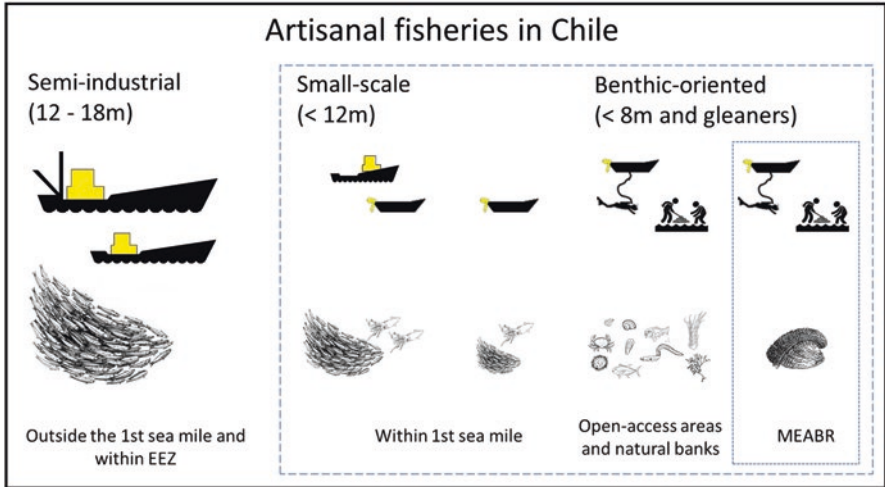 Artisanal fisheries in Chile
Semi-industrial
(12 - 18m)
Small-scale
(< 12m)
Benthic-oriented
(< 8m and gleaners)
Outside the 1st sea mile and
within EEZ
Within 1st sea mile
Open-access areas
and natural banks
MEABR